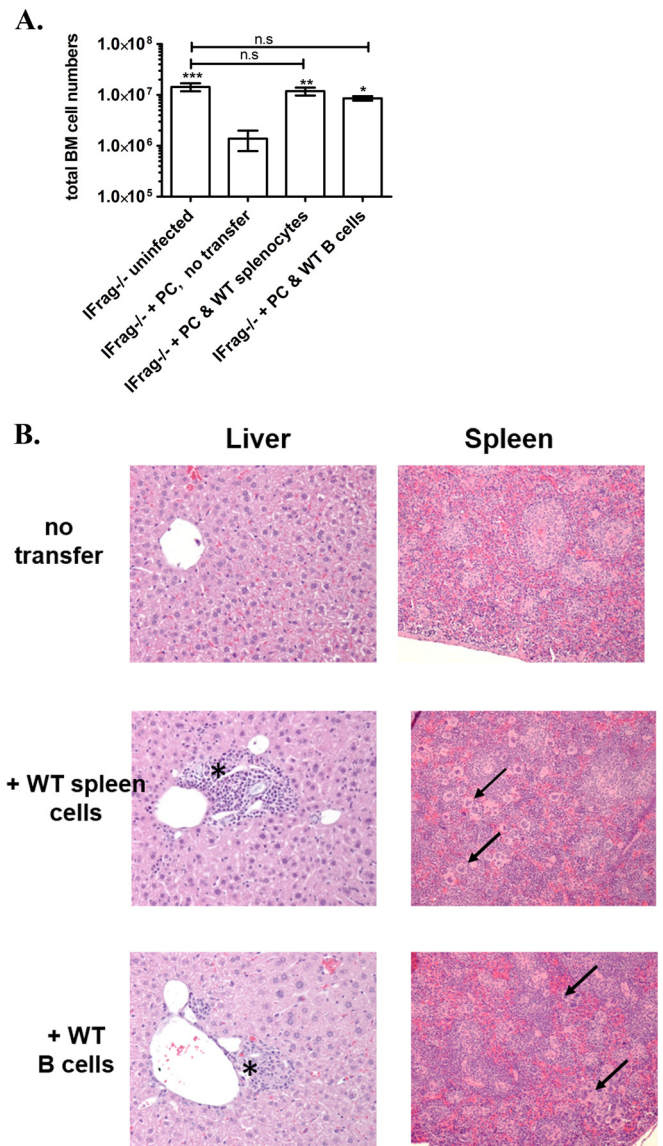 A.
n.s
n.s
***
**
*
total BM cell numbers
1.0×10⁸
1.0×10⁷
1.0×10⁶
1.0×10⁵
IFrag-/- uninfected
IFrag-/- + PC, no transfer
IFrag-/- + PC & WT splenocytes
IFrag-/- + PC & WT B cells
B.
Liver
Spleen
no
transfer
+ WT spleen
cells
*
+ WT
B cells
*